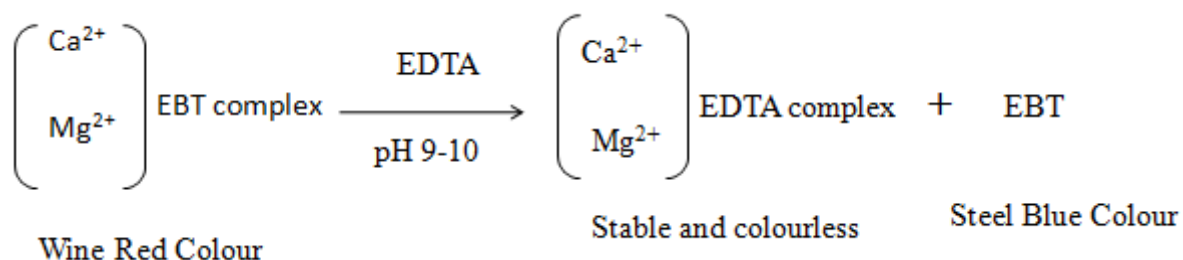 Ca²⁺
Mg²⁺
EBT complex
EDTA
pH 9-10
Ca²⁺
Mg²⁺
EDTA complex + EBT
Wine Red Colour
Stable and colourless
Steel Blue Colour